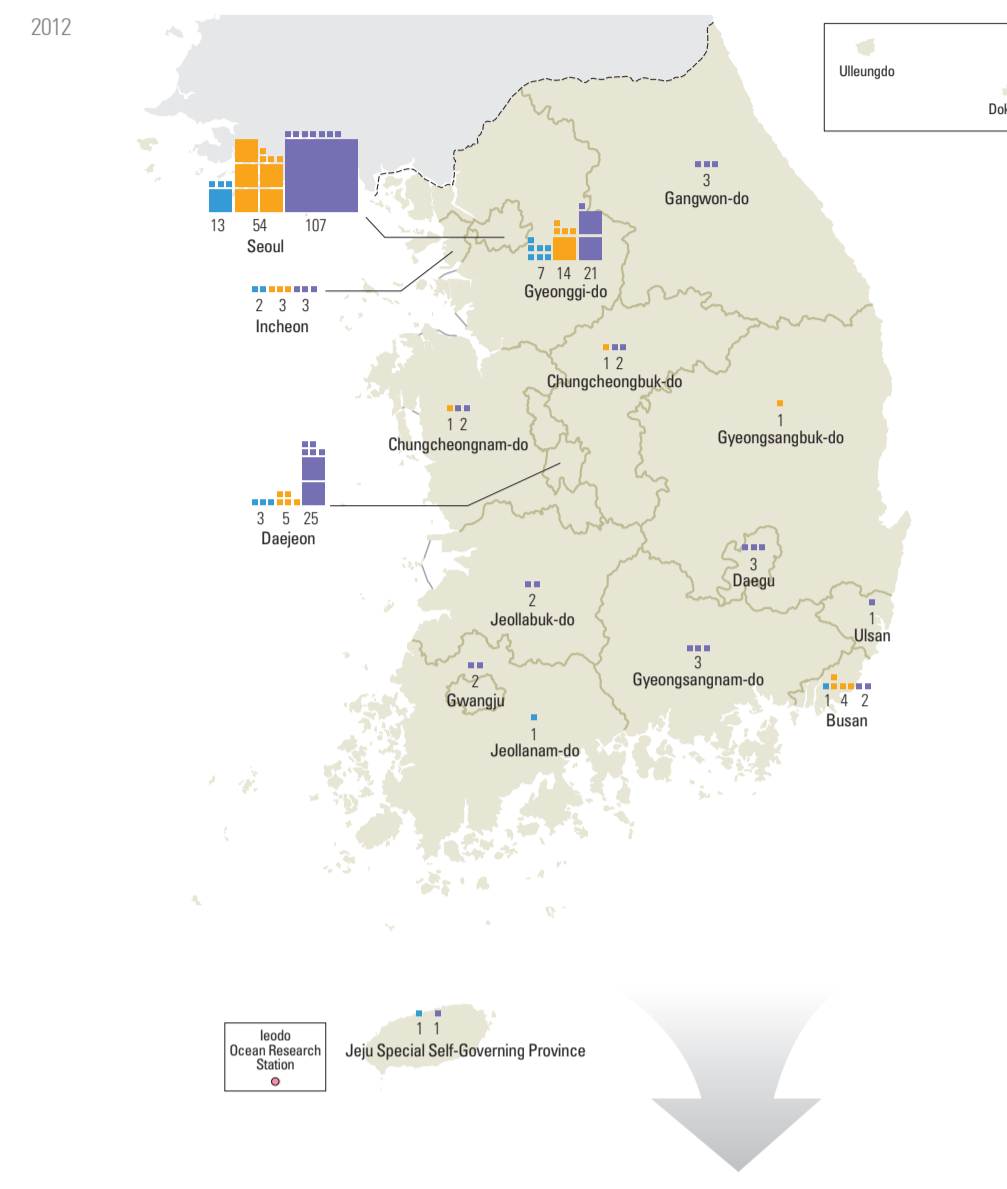 2012
Ulleungdo
Dok
3
Gangwon-do
13 54 107
Seoul
7 14 21
Gyeonggi-do
2 3 3
Incheon
1 2
Chungcheongbuk-do
1
Gyeongsangbuk-do
1 2
Chungcheongnam-do
3 5 25
Daejeon
3
Daegu
2
Jeollabuk-do
1
Ulsan
3
Gyeongsangnam-do
2
Gwangju
1 4 2
Busan
1
Jeollanam-do
1 1
Jeju Special Self-Governing Province
Ieodo
Ocean Research
Station